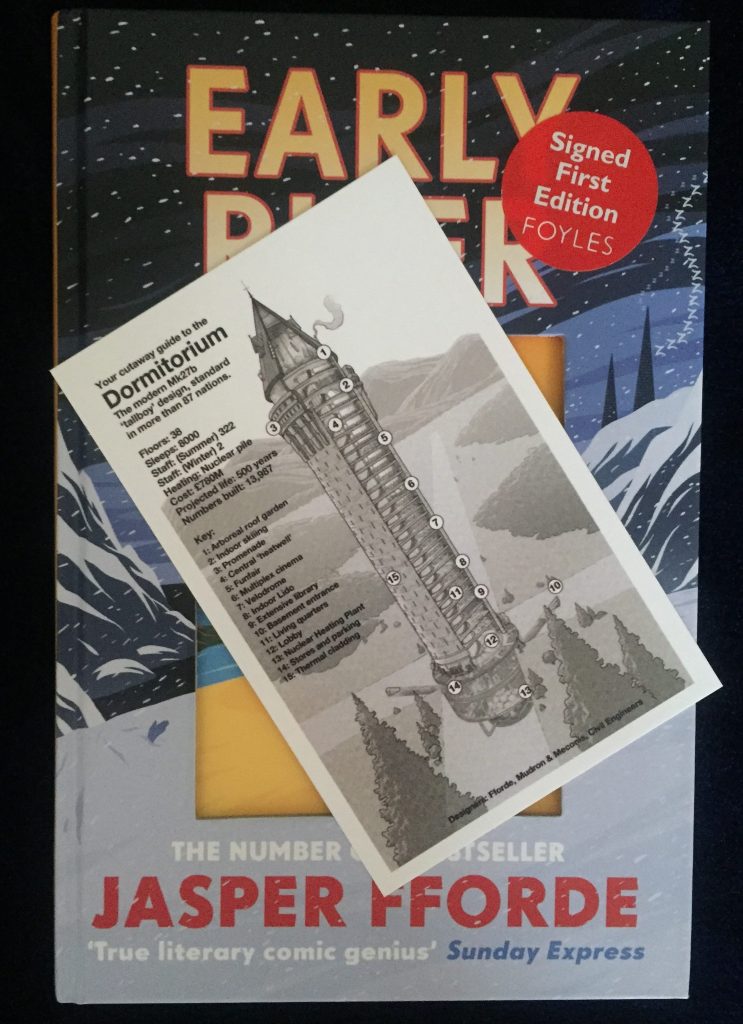 EARLY
RISER
Signed
First
Edition
FOYLES
Your cutaway guide to the
Dormitorium
The modern Mk27b
'tallboy' design, standard
in more than 87 nations.
Floors: 38
Sleeps: 8000
Staff: (Summer) 322
Staff: (Winter) 2
Heating: Nuclear pile
Cost: £780M
Projected life: 500 years
Numbers built: 13,987
Key:
1: Arboreal roof garden
2: Indoor skiing
3: Promenade
4: Central 'heatwell'
5: Funfair
6: Multiplex cinema
7: Velodrome
8: Indoor Lido
9: Extensive library
10: Basement entrance
11: Living quarters
12: Lobby
13: Nuclear Heating Plant
14: Stores and parking
15: Thermal cladding
1
2
3
4
5
6
7
8
9
10
11
12
13
14
15
Designers: Fforde, Mudron & Meconis, Civil Engineers
THE NUMBER BESTSELLER
JASPER FFORDE
'True literary comic genius' Sunday Express